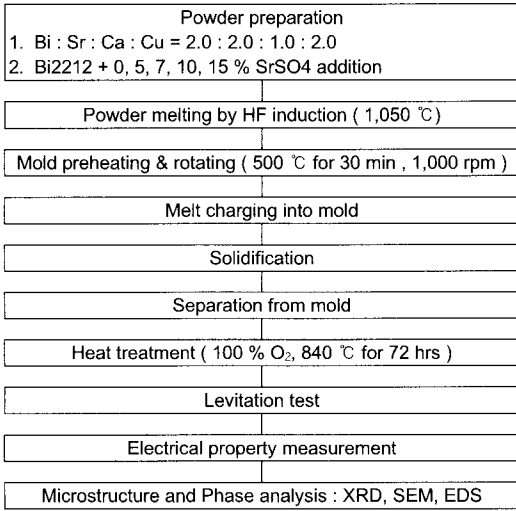 Powder preparation
1. Bi : Sr : Ca : Cu = 2.0 : 2.0 : 1.0 : 2.0
2. Bi2212 + 0, 5, 7, 10, 15 % SrSO4 addition
Powder melting by HF induction ( 1,050 ℃)
Mold preheating & rotating ( 500 ℃ for 30 min , 1,000 rpm )
Melt charging into mold
Solidification
Separation from mold
Heat treatment ( 100 % O₂, 840 ℃ for 72 hrs )
Levitation test
Electrical property measurement
Microstructure and Phase analysis : XRD, SEM, EDS